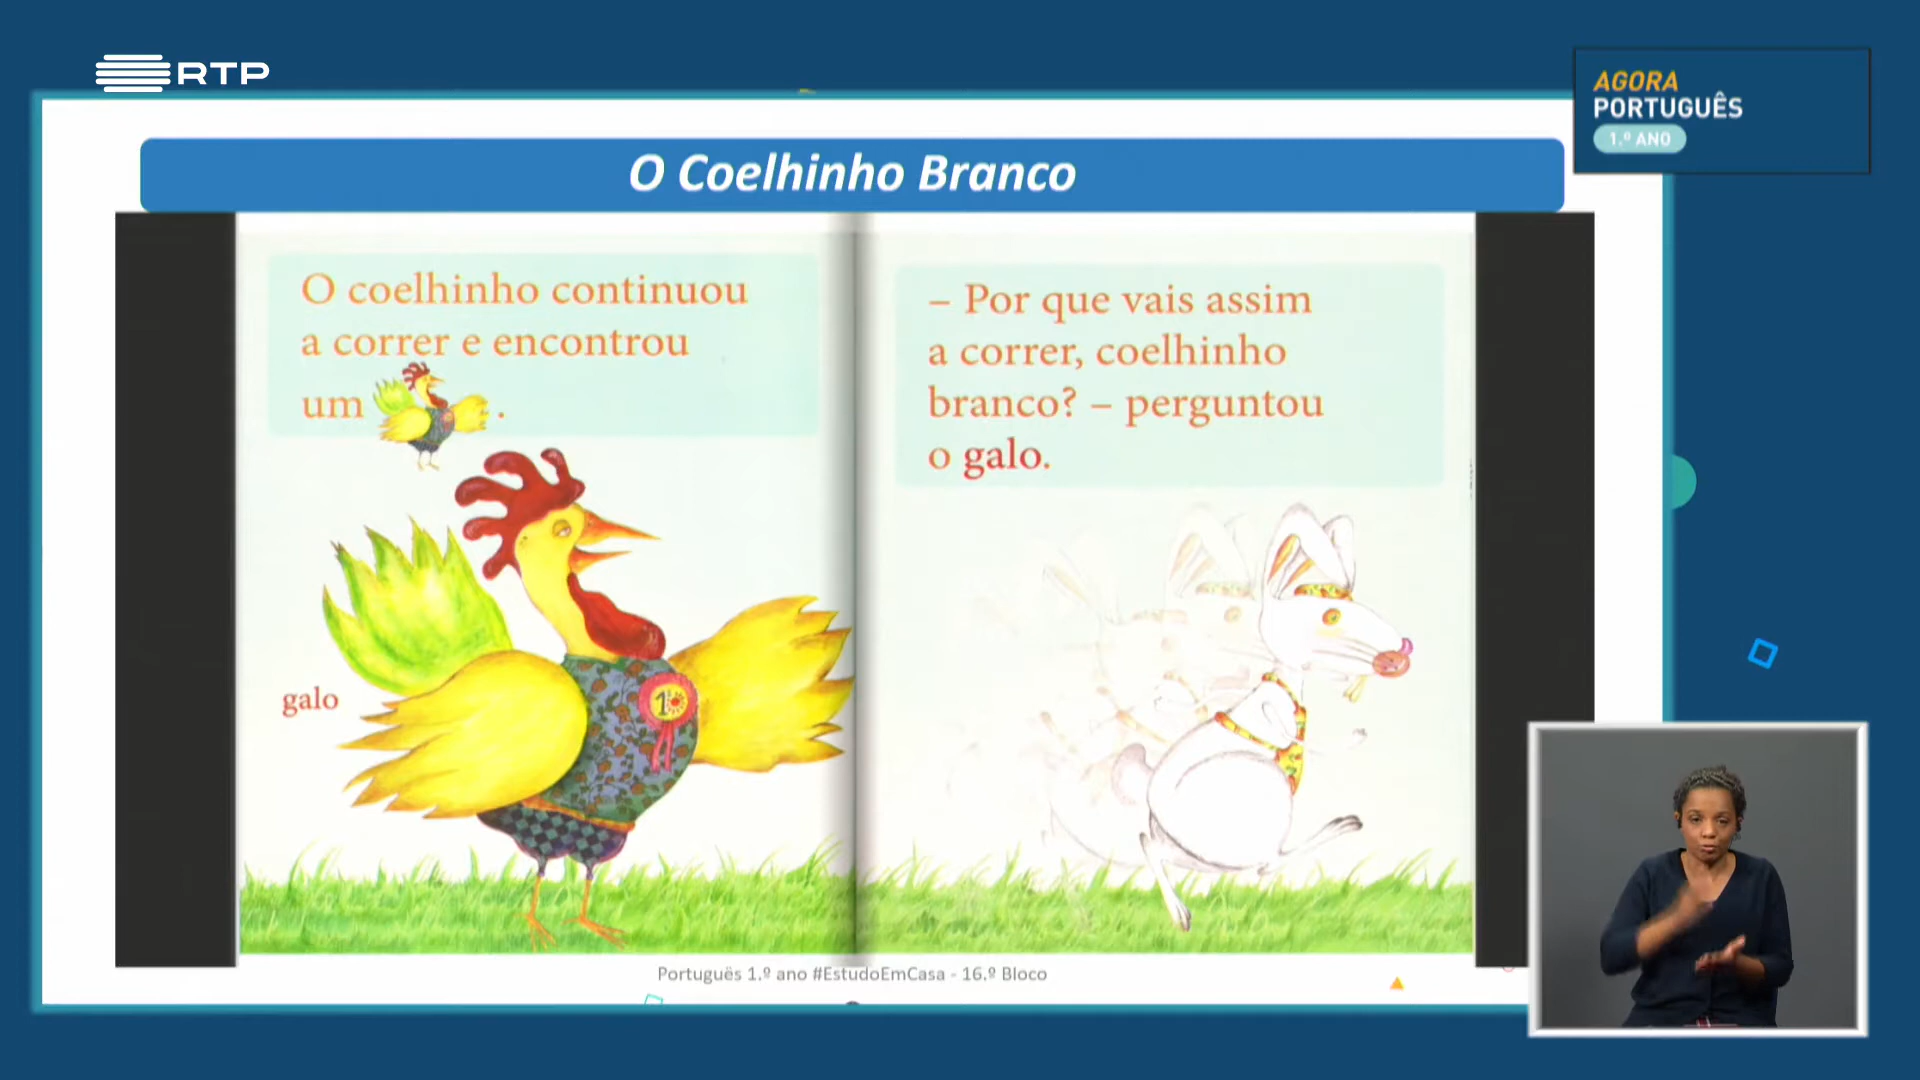 RTP
AGORA
PORTUGUÊS
1.º ANO
O Coelhinho Branco
O coelhinho continuou
a correr e encontrou
um .
galo
1º
– Por que vais assim
a correr, coelhinho
branco? – perguntou
o galo.
Português 1.º ano #EstudoEmCasa - 16.º Bloco